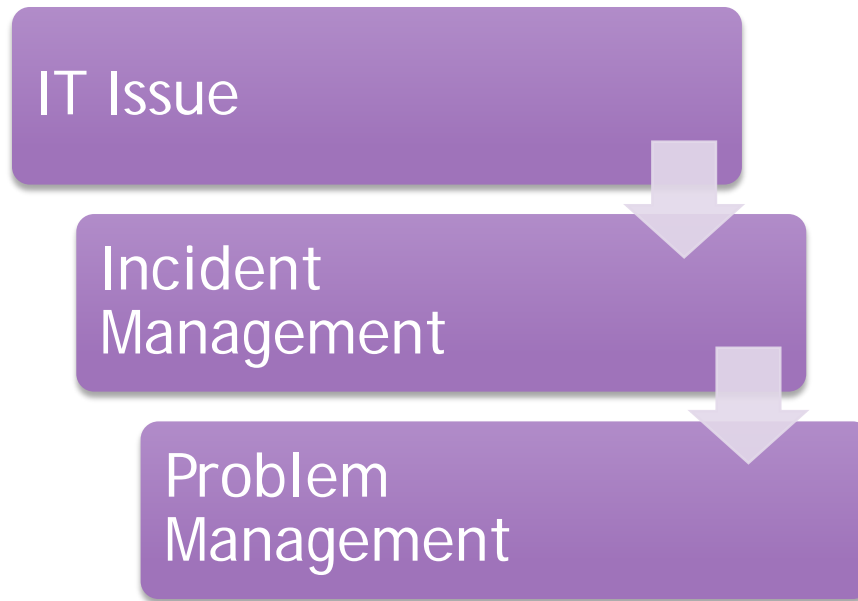 IT Issue
Incident
Management
Problem
Management